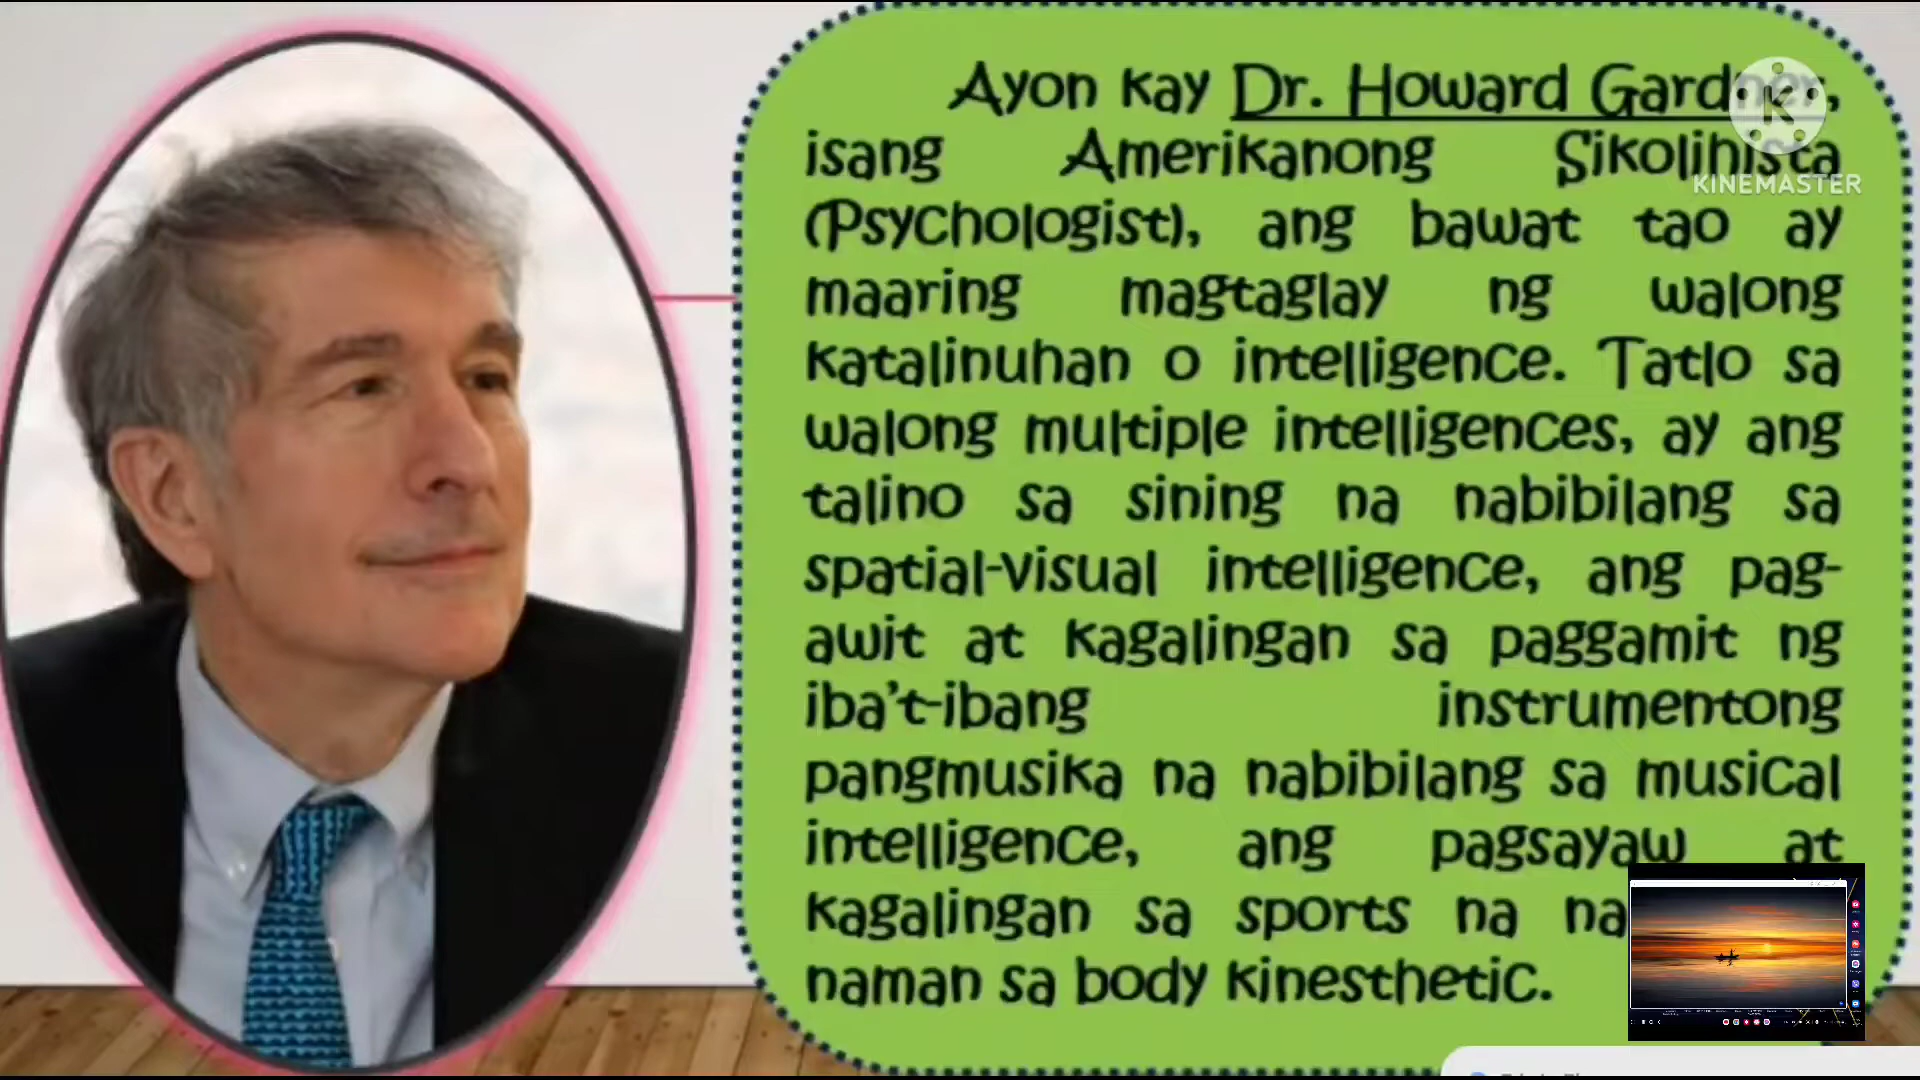 Ayon kay Dr. Howard Gardner,
isang Amerikanong Sikolihista
(Psychologist), ang bawat tao ay
maaring magtaglay ng walong
katalinuhan o intelligence. Tatlo sa
walong multiple intelligences, ay ang
talino sa sining na nabibilang sa
spatial-visual intelligence, ang pag-
awit at kagalingan sa paggamit ng
iba't-ibang instrumentong
pangmusika na nabibilang sa musical
intelligence, ang pagsayaw at
kagalingan sa sports na
naman sa body kinesthetic.
K
KINEMASTER